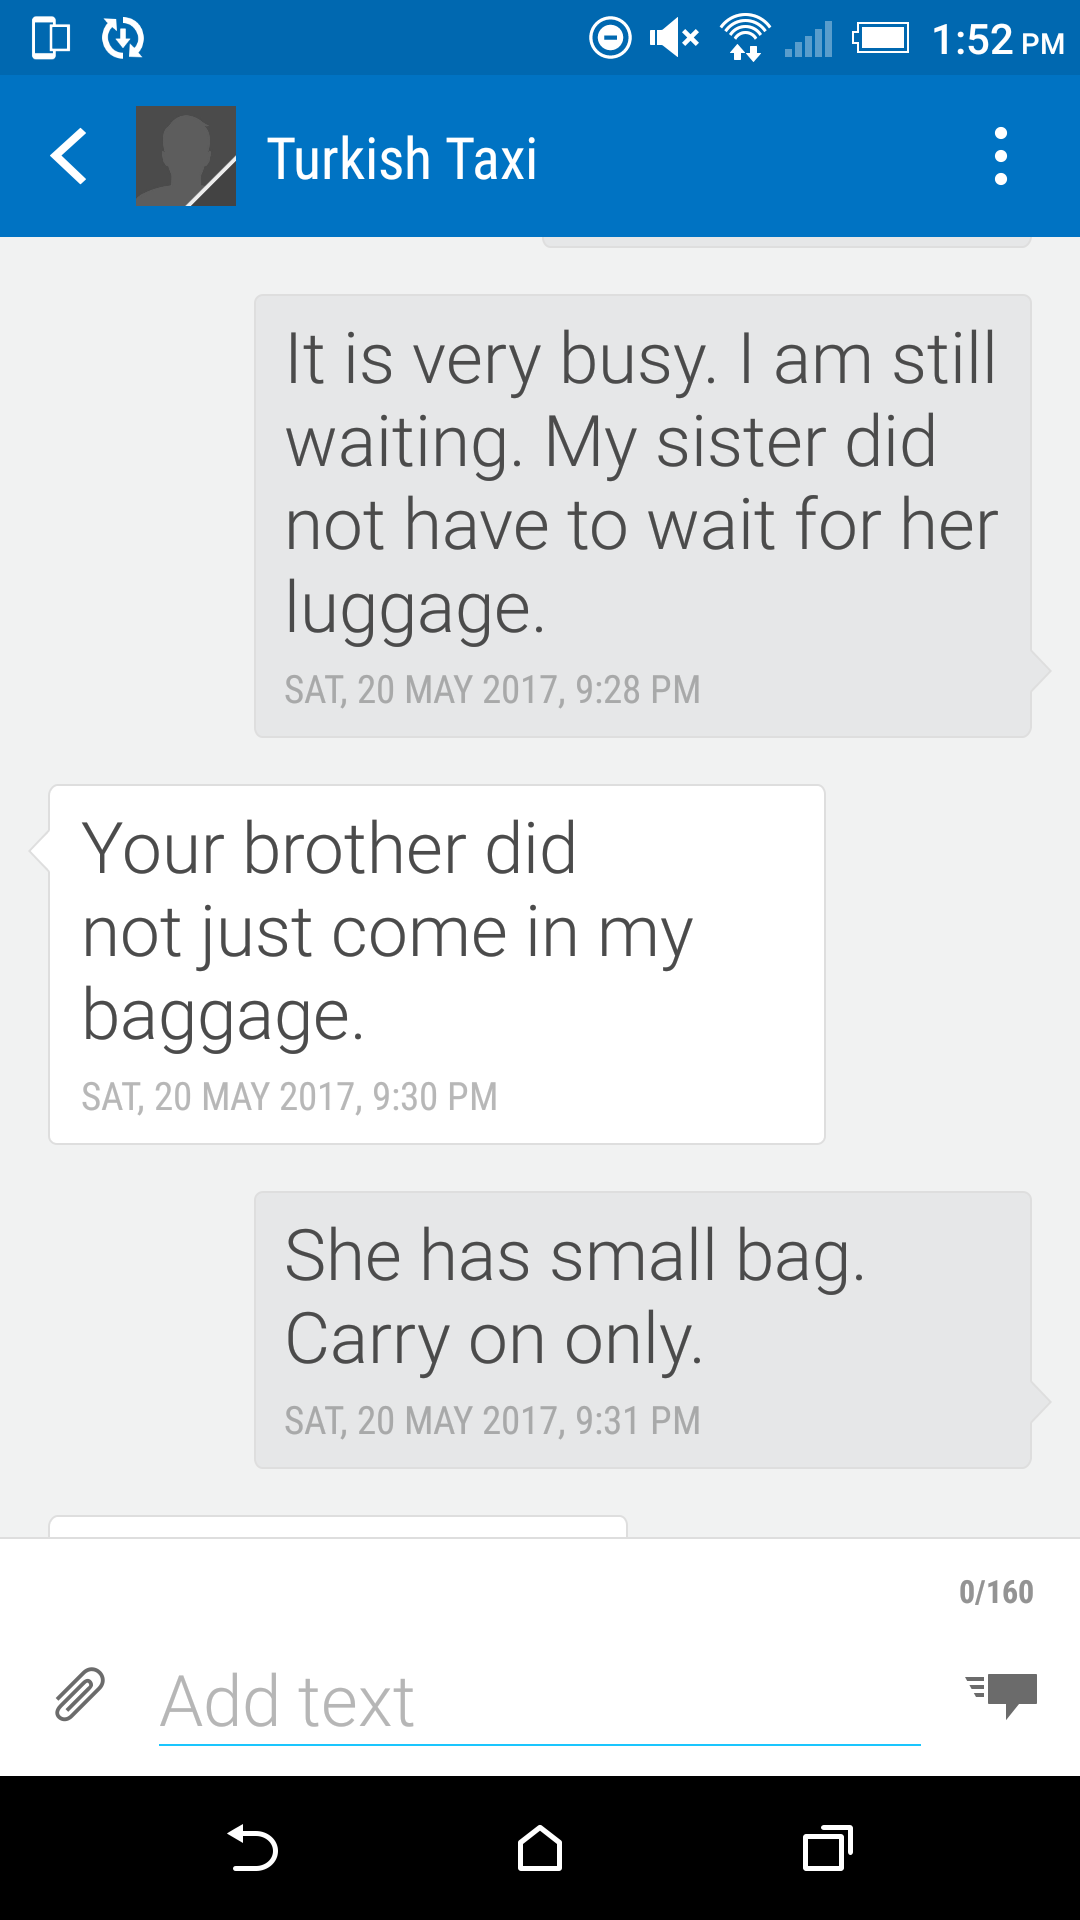 1:52 PM
Turkish Taxi
It is very busy. I am still
waiting. My sister did
not have to wait for her
luggage.
SAT, 20 MAY 2017, 9:28 PM
Your brother did
not just come in my
baggage.
SAT, 20 MAY 2017, 9:30 PM
She has small bag.
Carry on only.
SAT, 20 MAY 2017, 9:31 PM
0/160
Add text